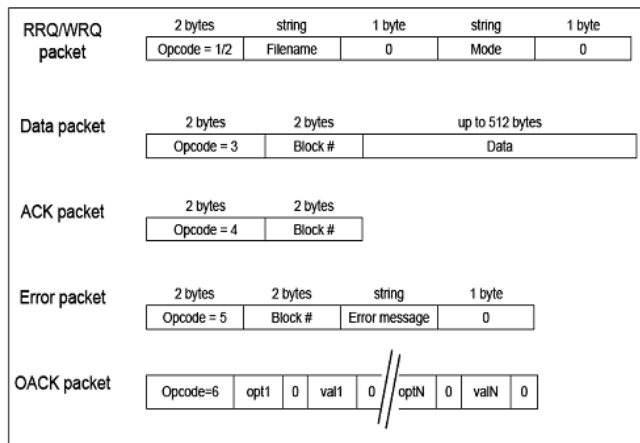 2 bytes string 1 byte string 1 byte
RRQ/WRQ packet
Opcode = 1/2 Filename 0 Mode 0
2 bytes 2 bytes up to 512 bytes
Data packet
Opcode = 3 Block # Data
2 bytes 2 bytes
ACK packet
Opcode = 4 Block #
2 bytes 2 bytes string 1 byte
Error packet
Opcode = 5 Block # Error message 0
OACK packet
Opcode=6 opt1 0 val1 0 optN 0 valN 0